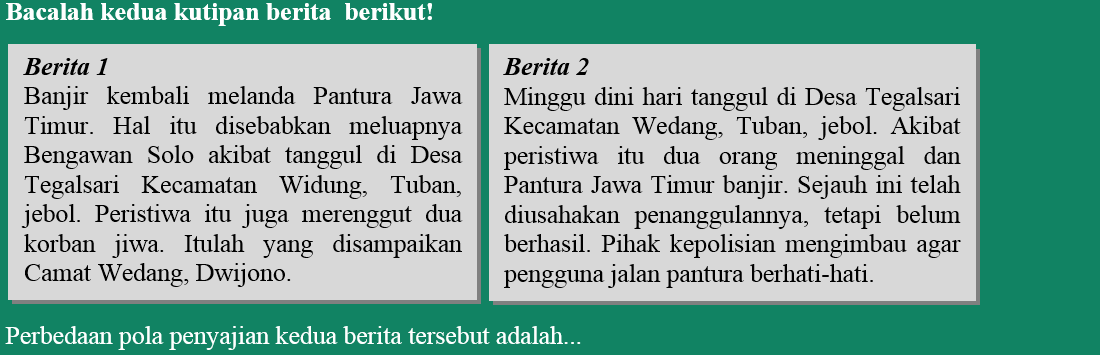 Bacalah kedua kutipan berita berikut!
Berita 1
Banjir kembali melanda Pantura Jawa
Timur. Hal itu disebabkan meluapnya
Bengawan Solo akibat tanggul di Desa
Tegalsari Kecamatan Widung, Tuban,
jebol. Peristiwa itu juga merenggut dua
korban jiwa. Itulah yang disampaikan
Camat Wedang, Dwijono.
Berita 2
Minggu dini hari tanggul di Desa Tegalsari
Kecamatan Wedang, Tuban, jebol. Akibat
peristiwa itu dua orang meninggal dan
Pantura Jawa Timur banjir. Sejauh ini telah
diusahakan penanggulannya, tetapi belum
berhasil. Pihak kepolisian mengimbau agar
pengguna jalan pantura berhati-hati.
Perbedaan pola penyajian kedua berita tersebut adalah...